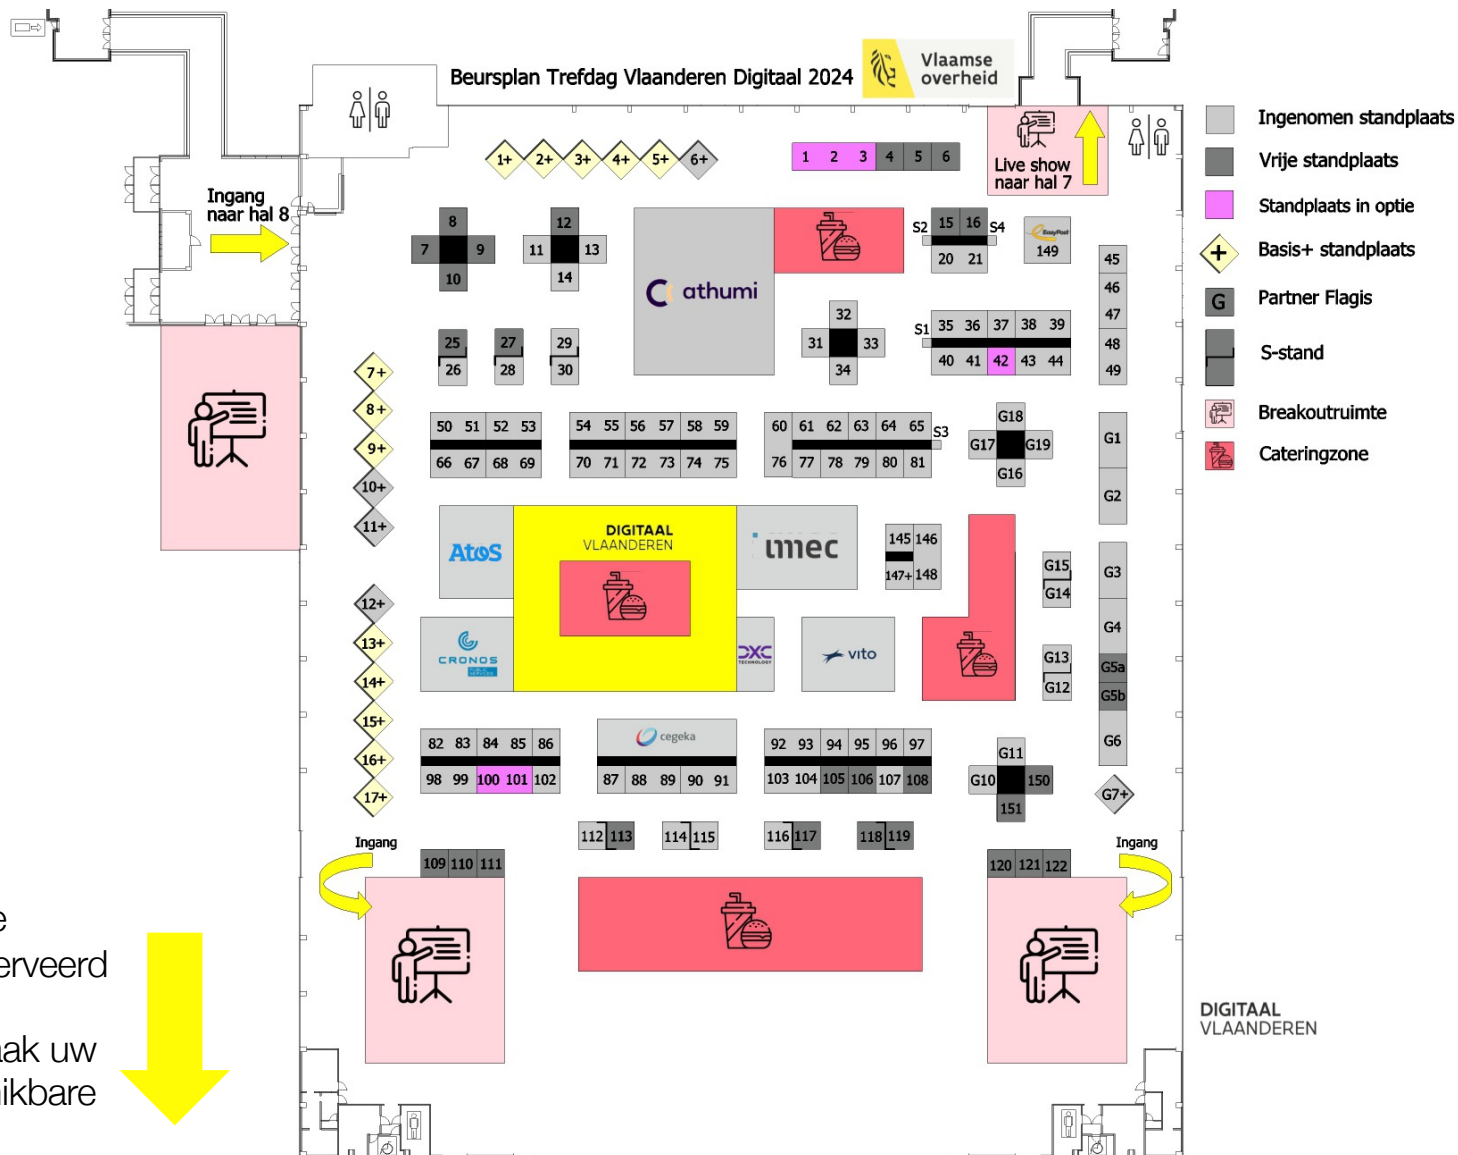 Beursplan Trefdag Vlaanderen Digitaal 2024
Vlaamse
overheid
Ingenomen standplaats
Vrije standplaats
Standplaats in optie
+ Basis+ standplaats
G Partner Flagis
S-stand
Breakoutruimte
Cateringzone
Live show
naar hal 7
Ingang
naar hal 8
1+ 2+ 3+ 4+ 5+ 6+
1 2 3 4 5 6
8
7 9
10
12
11 13
14
athumi
S2 15 16 S4
20 21
EasyPost
149
45
46
47
48
49
32
31 33
34
S1 35 36 37 38 39
40 41 42 43 44
25
26
27
28
29
30
7+
8+
9+
10+
11+
12+
13+
14+
15+
16+
17+
50 51 52 53
66 67 68 69
54 55 56 57 58 59
70 71 72 73 74 75
60 61 62 63 64 65 S3
76 77 78 79 80 81
G18
G17 G19
G16
G1
G2
G3
G4
G5a
G5b
G6
G7+
Atos
DIGITAAL
VLAANDEREN
imec
145 146
147+ 148
G15
G14
G13
G12
CRONOS
PUBLIC SERVICES
DXC
TECHNOLOGY
vito
82 83 84 85 86
98 99 100 101 102
cegeka
87 88 89 90 91
92 93 94 95 96 97
103 104 105 106 107 108
G11
G10 150
151
112 113
114 115
116 117
118 119
Ingang
109 110 111
Ingang
120 121 122
e
erveerd
aak uw
ikbare
DIGITAAL
VLAANDEREN